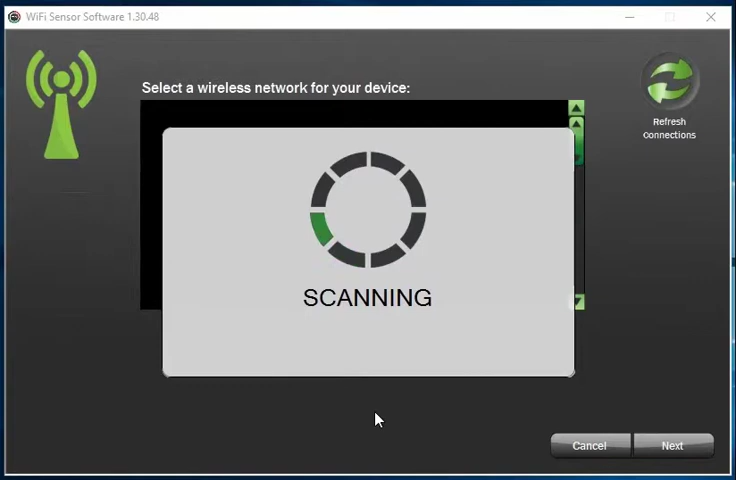 WiFi Sensor Software 1.30.48
Select a wireless network for your device:
Refresh
Connections
SCANNING
Cancel
Next